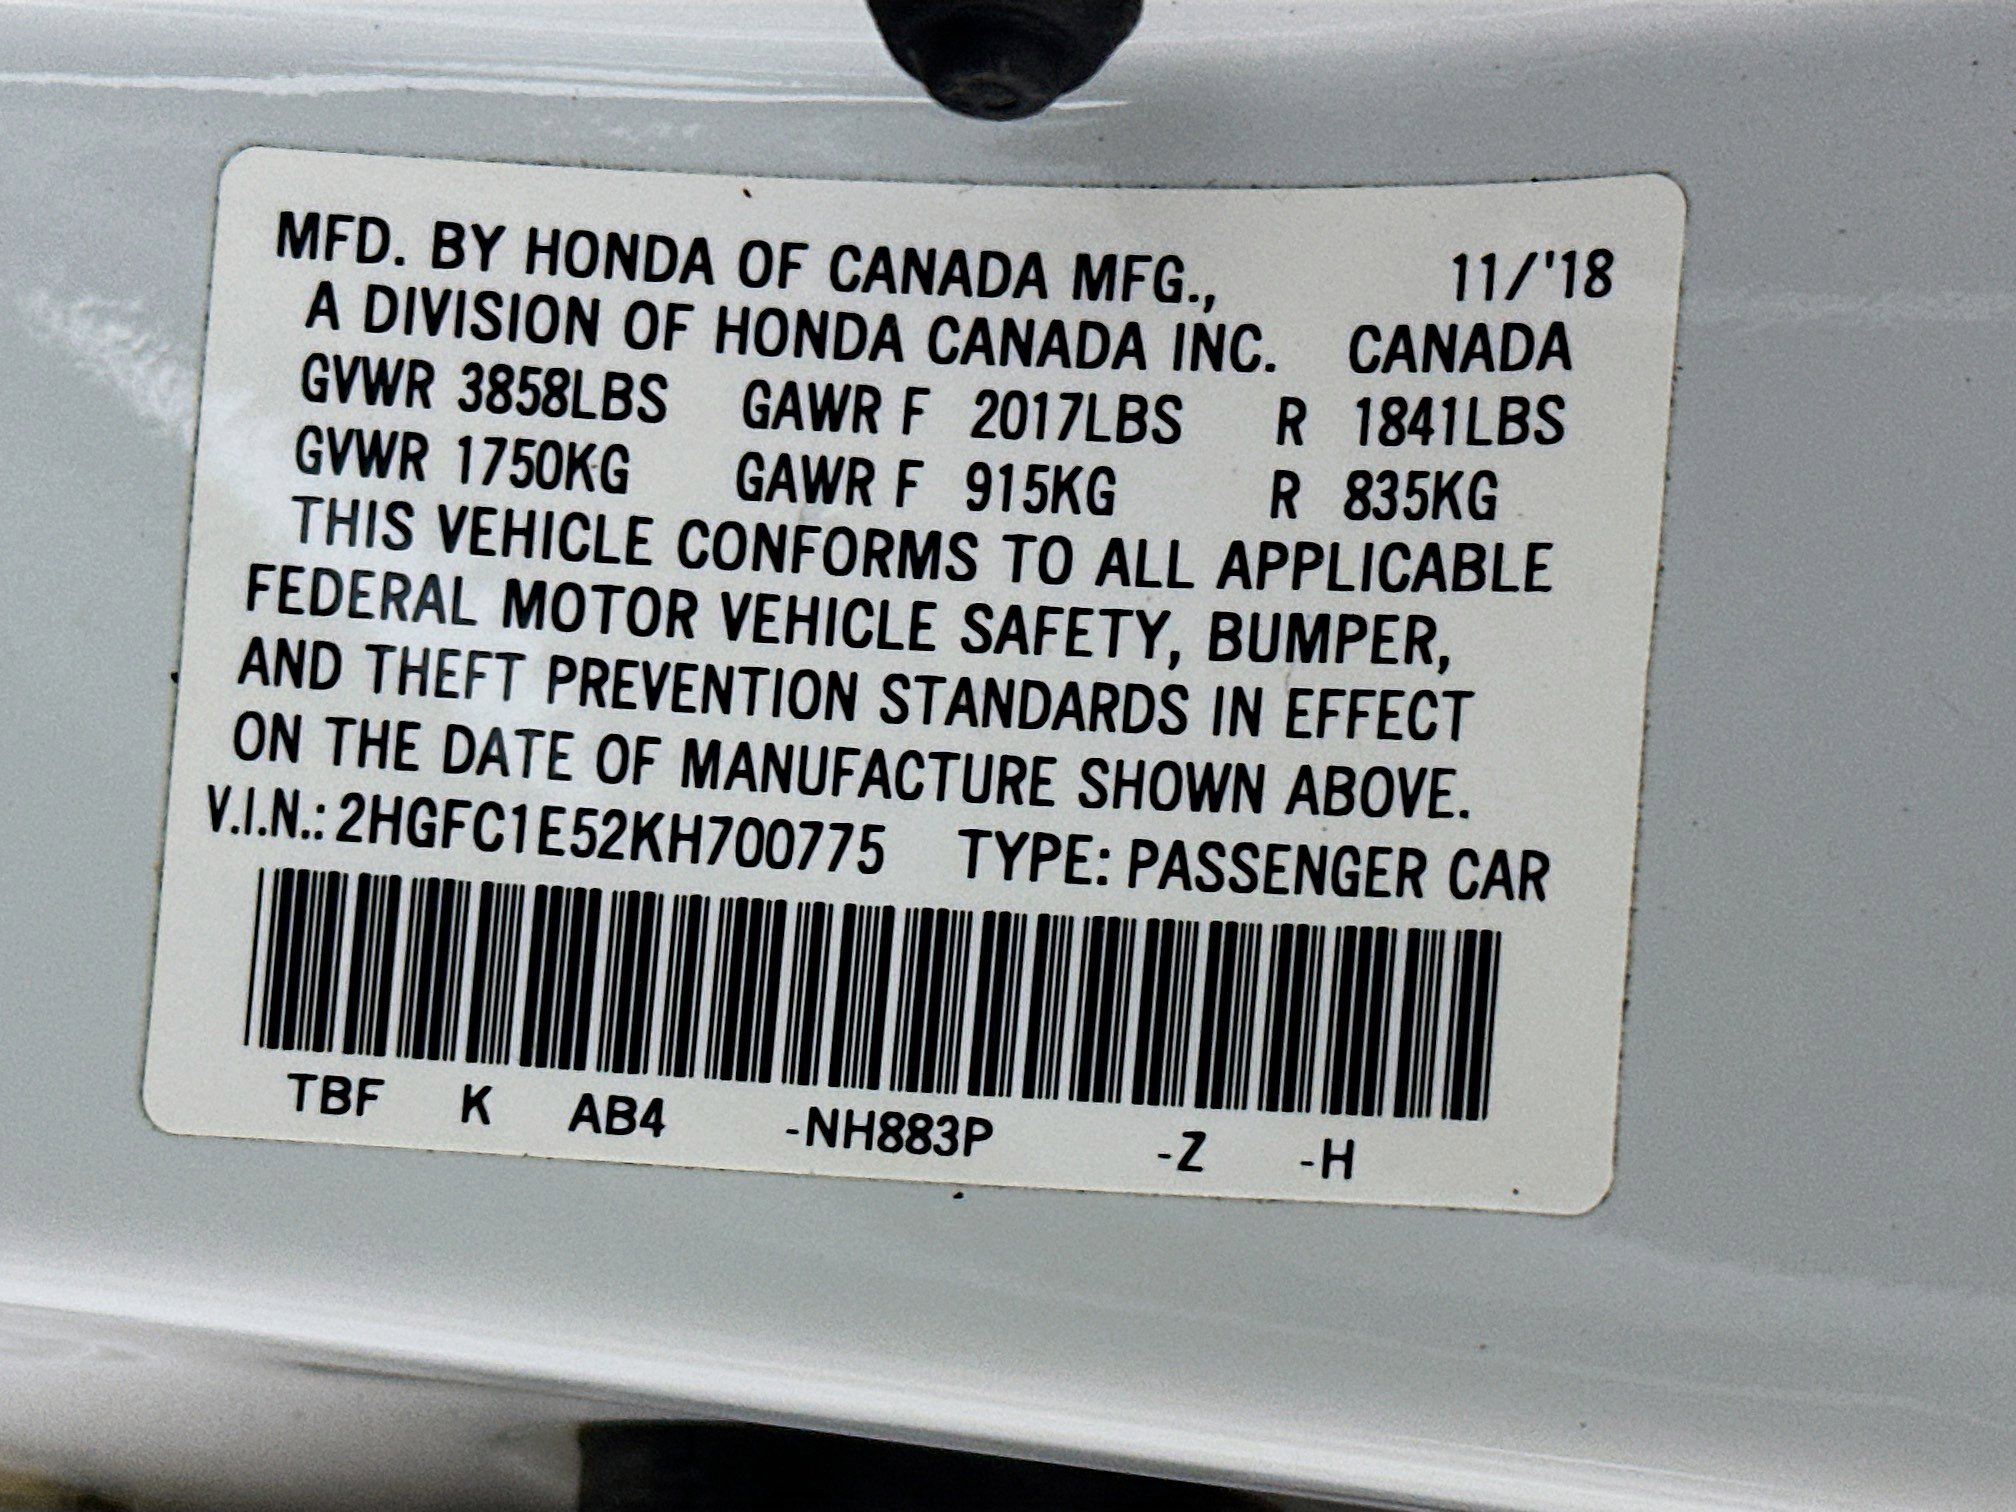 MFD. BY HONDA OF CANADA MFG., 11/'18
A DIVISION OF HONDA CANADA INC. CANADA
GVWR 3858LBS GAWR F 2017LBS R 1841LBS
GVWR 1750KG GAWR F 915KG R 835KG
THIS VEHICLE CONFORMS TO ALL APPLICABLE
FEDERAL MOTOR VEHICLE SAFETY, BUMPER,
AND THEFT PREVENTION STANDARDS IN EFFECT
ON THE DATE OF MANUFACTURE SHOWN ABOVE.
V.I.N.: 2HGFC1E52KH700775 TYPE: PASSENGER CAR
TBF K AB4 -NH883P -Z -H